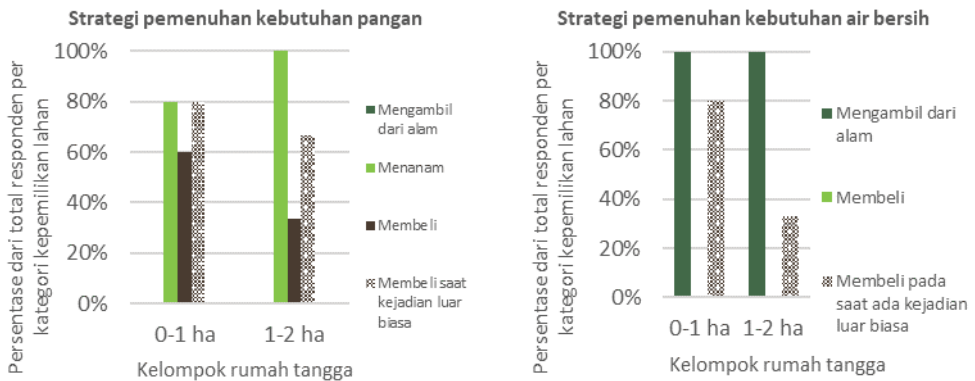 Strategi pemenuhan kebutuhan pangan
Persentase dari total responden per
kategori kepemilikan lahan
100%
80%
60%
40%
20%
0%
0-1 ha
1-2 ha
Kelompok rumah tangga
Mengambil
dari alam
Menanam
Membeli
Membeli saat
kejadian luar
biasa
Strategi pemenuhan kebutuhan air bersih
Persentase dari total responden per
kategori kepemilikan lahan
100%
80%
60%
40%
20%
0%
0-1 ha
1-2 ha
Kelompok rumah tangga
Mengambil dari
alam
Membeli
Membeli pada
saat ada kejadian
luar biasa